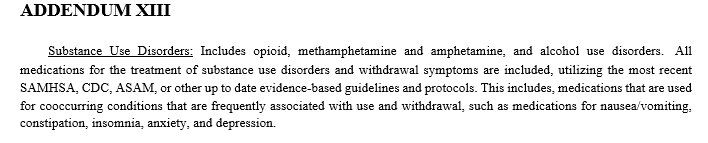 ADDENDUM XIII
Substance Use Disorders: Includes opioid, methamphetamine and amphetamine, and alcohol use disorders. All
medications for the treatment of substance use disorders and withdrawal symptoms are included, utilizing the most recent
SAMHSA, CDC, ASAM, or other up to date evidence-based guidelines and protocols. This includes, medications that are used
for cooccurring conditions that are frequently associated with use and withdrawal, such as medications for nausea/vomiting,
constipation, insomnia, anxiety, and depression.